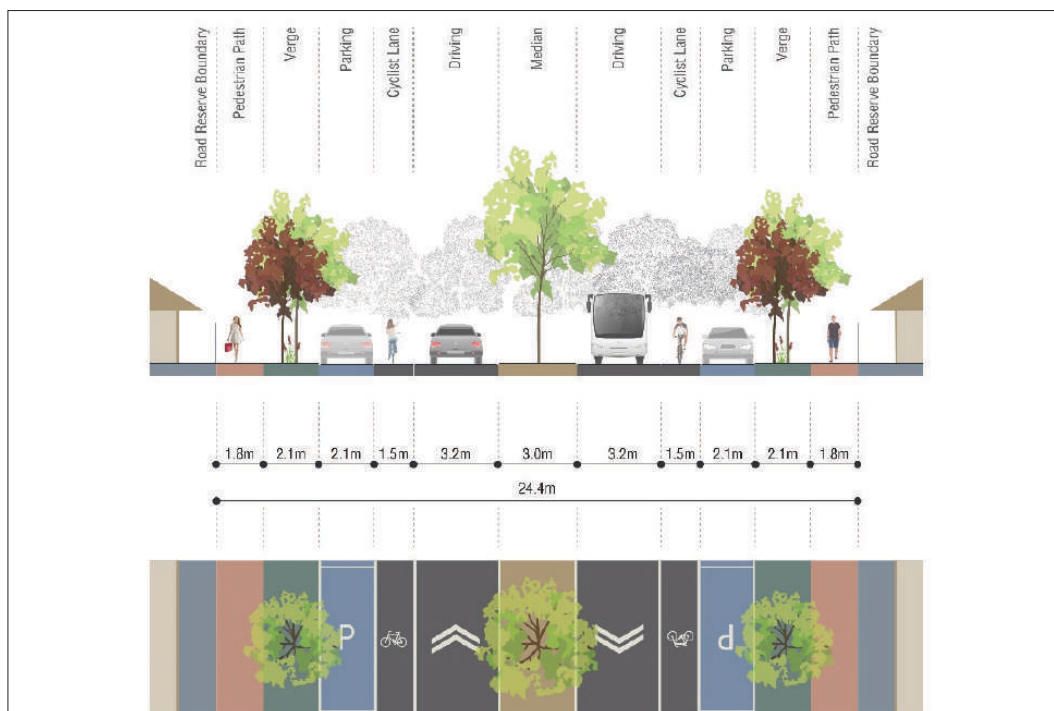 Road Reserve Boundary
Pedestrian Path
Verge
Parking
Cyclist Lane
Driving
Median
Driving
Cyclist Lane
Parking
Verge
Pedestrian Path
Road Reserve Boundary
1.8m 2.1m 2.1m 1.5m 3.2m 3.0m 3.2m 1.5m 2.1m 2.1m 1.8m
24.4m
P P